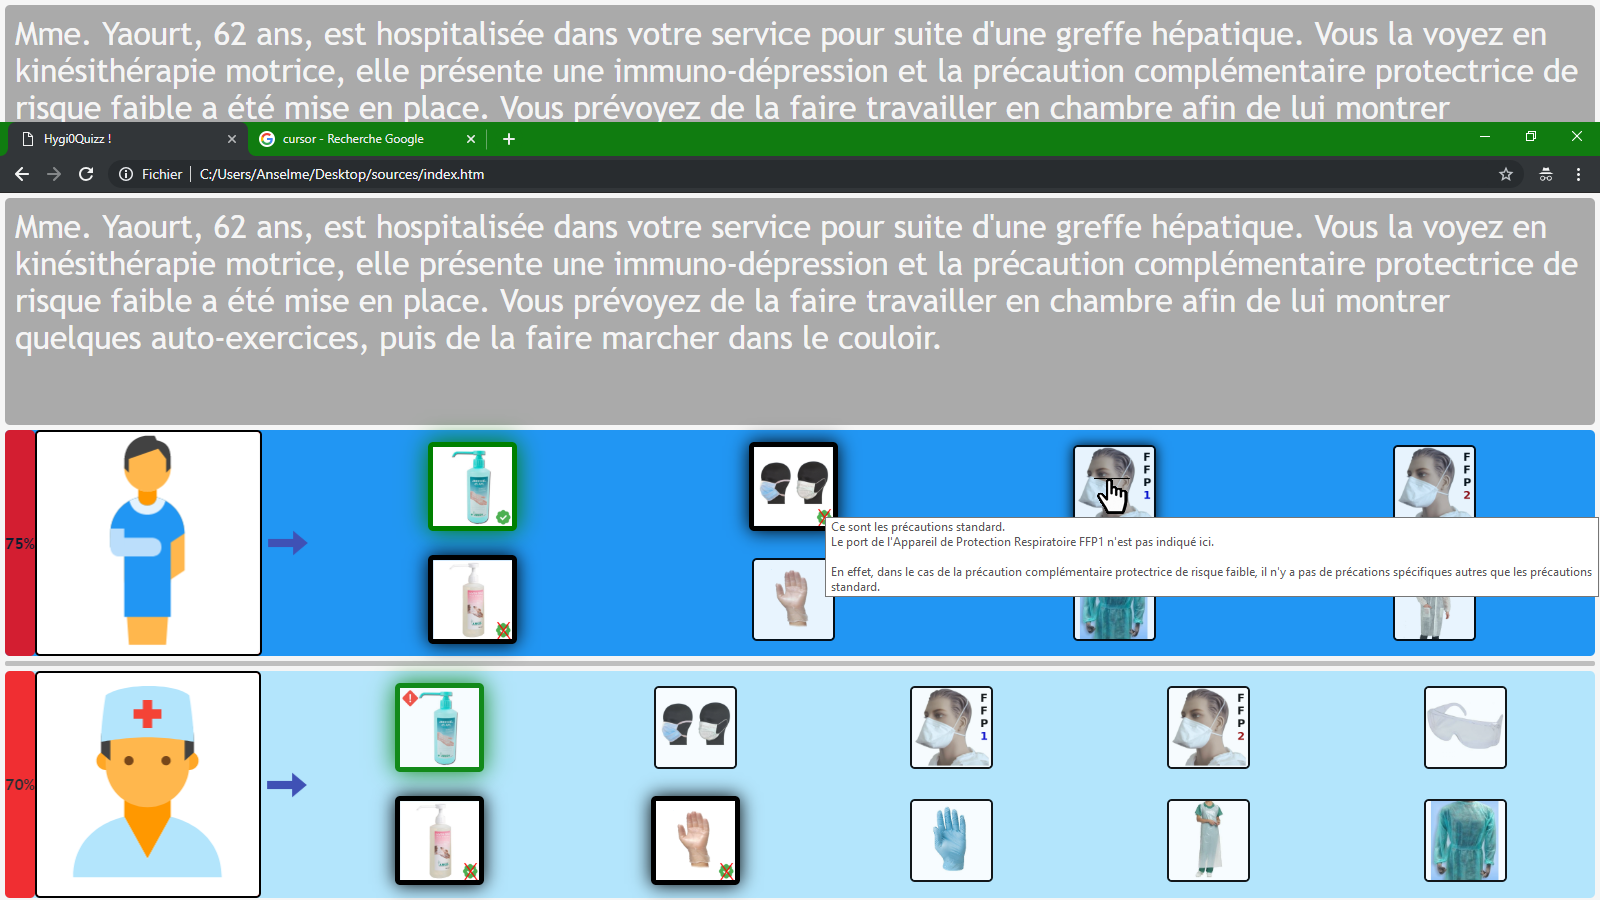 Mme. Yaourt, 62 ans, est hospitalisée dans votre service pour suite d'une greffe hépatique. Vous la voyez en
kinésithérapie motrice, elle présente une immuno-dépression et la précaution complémentaire protectrice de
risque faible a été mise en place. Vous prévoyez de la faire travailler en chambre afin de lui montrer
Hygi0Quizz !
cursor - Recherche Google
Fichier
C:/Users/Anselme/Desktop/sources/index.htm
Mme. Yaourt, 62 ans, est hospitalisée dans votre service pour suite d'une greffe hépatique. Vous la voyez en
kinésithérapie motrice, elle présente une immuno-dépression et la précaution complémentaire protectrice de
risque faible a été mise en place. Vous prévoyez de la faire travailler en chambre afin de lui montrer
quelques auto-exercices, puis de la faire marcher dans le couloir.
75%
FFP1
FFP2
Ce sont les précautions standard.
Le port de l'Appareil de Protection Respiratoire FFP1 n'est pas indiqué ici.
En effet, dans le cas de la précaution complémentaire protectrice de risque faible, il n'y a pas de précations spécifiques autres que les précautions
standard.
70%
FFP1
FFP2